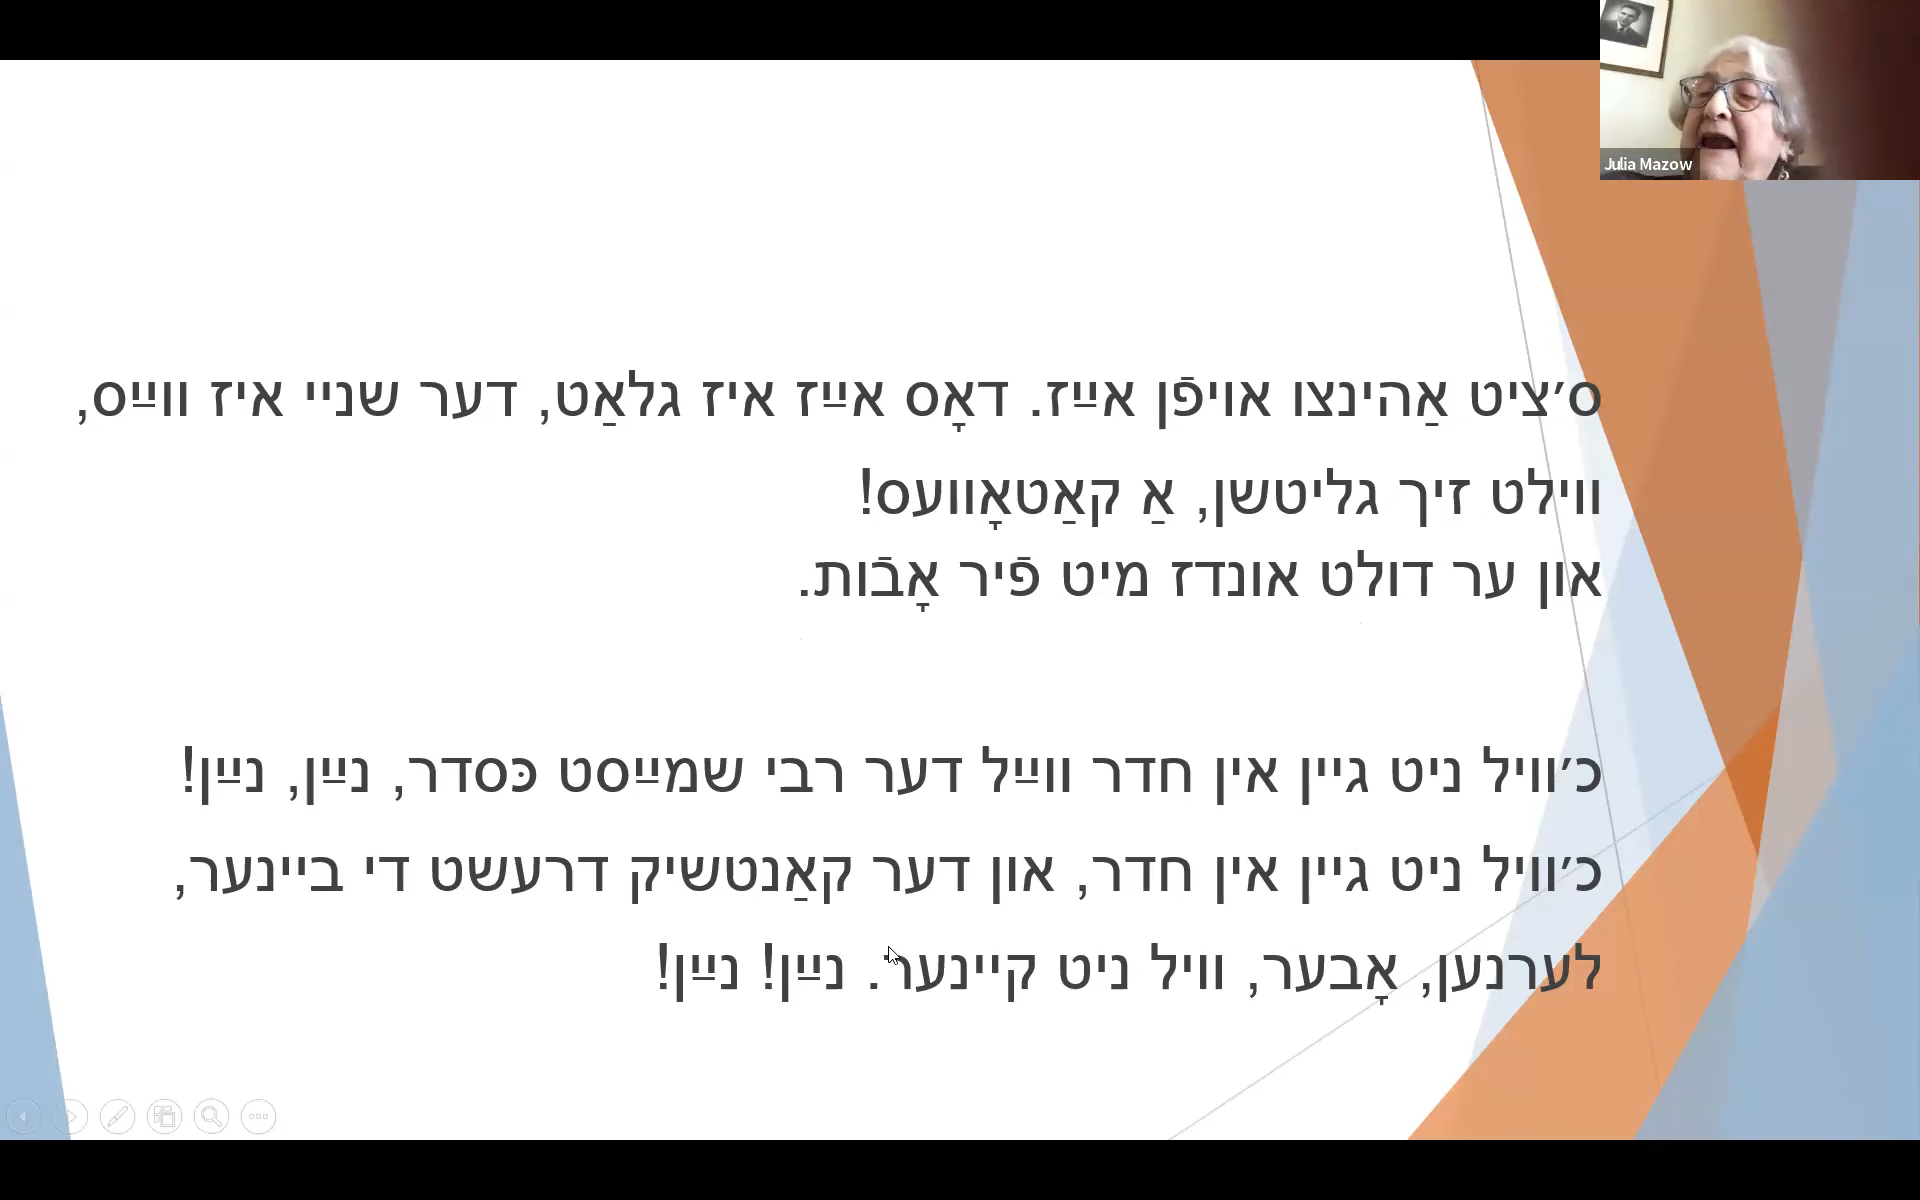 Julia Mazow
ס׳ציט אַהינצו אויפֿן אײַז. דאָס אײַז איז גלאַט, דער שניי איז ווײַס,
ווילט זיך גליטשן, אַ קאַטאָוועס!
און ער דולט אונדז מיט פֿיר אָבֿות.
כ׳וויל ניט גיין אין חדר ווײַל דער רבי שמײַסט כּסדר, נײַן, נײַן!
כ׳וויל ניט גיין אין חדר, און דער קאַנטשיק דרעשט די ביינער,
לערנען, אָבער, וויל ניט קיינער. נײַן! נײַן!